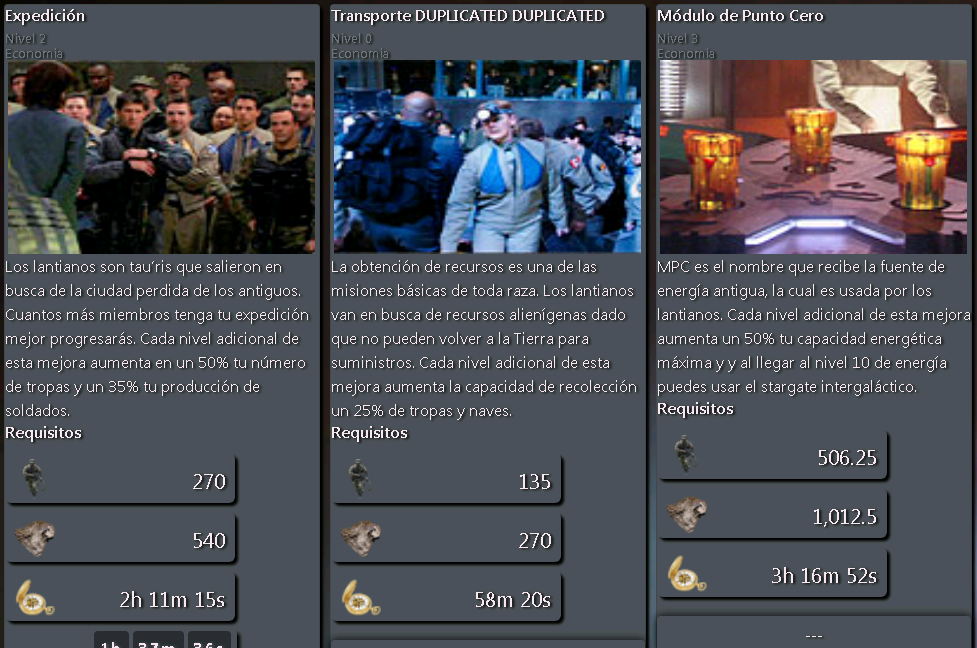 Expedición
Nivel 2
Economia
Los lantianos son tau´ris que salieron en
busca de la ciudad perdida de los antiguos.
Cuantos más miembros tenga tu expedición
mejor progresarás. Cada nivel adicional de
esta mejora aumenta en un 50% tu número
de tropas y un 35% tu producción de
soldados.
Requisitos
270
540
2h 11m 15s
1h 37m 36s
Transporte DUPLICATED DUPLICATED
Nivel 0
Economia
La obtención de recursos es una de las
misiones básicas de toda raza. Los lantianos
van en busca de recursos alienígenas dado
que no pueden volver a la Tierra para
suministros. Cada nivel adicional de esta
mejora aumenta la capacidad de recolección
un 25% de tropas y naves.
Requisitos
135
270
58m 20s
Módulo de Punto Cero
Nivel 3
Economia
MPC es el nombre que recibe la fuente de
energía antigua, la cual es usada por los
lantianos. Cada nivel adicional de esta mejora
aumenta un 50% tu capacidad energética
máxima y y al llegar al nivel 10 de energía
puedes usar el stargate intergaláctico.
Requisitos
506.25
1,012.5
3h 16m 52s
---